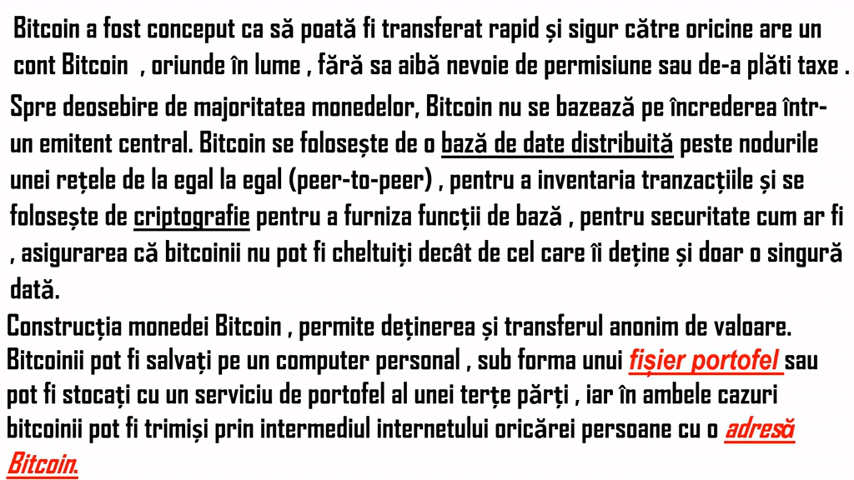 Bitcoin a fost conceput ca să poată fi transferat rapid și sigur către oricine are un
cont Bitcoin , oriunde în lume , fără sa aibă nevoie de permisiune sau de-a plăti taxe .
Spre deosebire de majoritatea monedelor, Bitcoin nu se bazează pe încrederea într-
un emitent central. Bitcoin se folosește de o bază de date distribuită peste nodurile
unei rețele de la egal la egal (peer-to-peer) , pentru a inventaria tranzacțiile și se
folosește de criptografie pentru a furniza funcții de bază , pentru securitate cum ar fi
, asigurarea că bitcoinii nu pot fi cheltuiți decât de cel care îi deține și doar o singură
dată.
Construcția monedei Bitcoin , permite deținerea și transferul anonim de valoare.
Bitcoinii pot fi salvați pe un computer personal , sub forma unui fișier portofel sau
pot fi stocați cu un serviciu de portofel al unei terțe părți , iar în ambele cazuri
bitcoinii pot fi trimiși prin intermediul internetului oricărei persoane cu o adresă
Bitcoin.